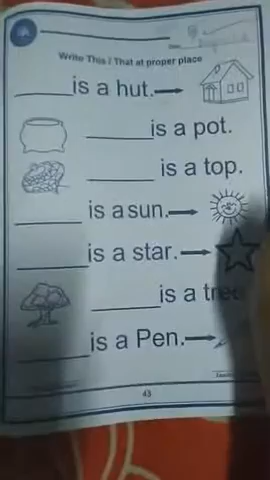 Write This / That at proper place
______is a hut.
______is a pot.
______ is a top.
______ is a sun.
______is a star.
______is a tree
______is a Pen.
43